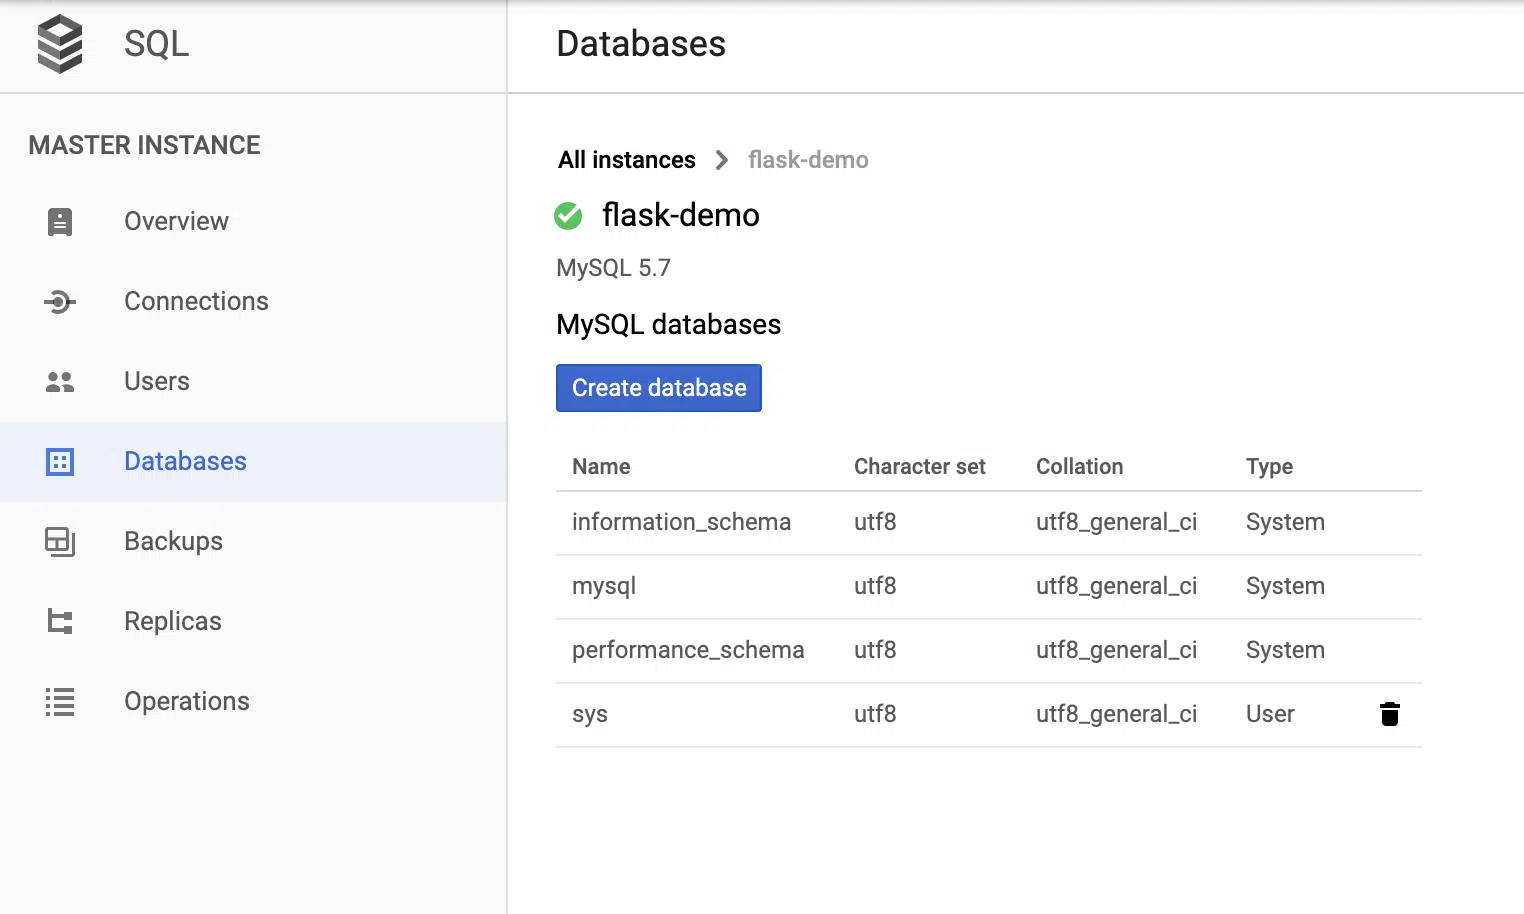 SQL
Databases
MASTER INSTANCE
Overview
Connections
Users
Databases
Backups
Replicas
Operations
All instances > flask-demo
flask-demo
MySQL 5.7
MySQL databases
Create database
Name Character set Collation Type
information_schema utf8 utf8_general_ci System
mysql utf8 utf8_general_ci System
performance_schema utf8 utf8_general_ci System
sys utf8 utf8_general_ci User